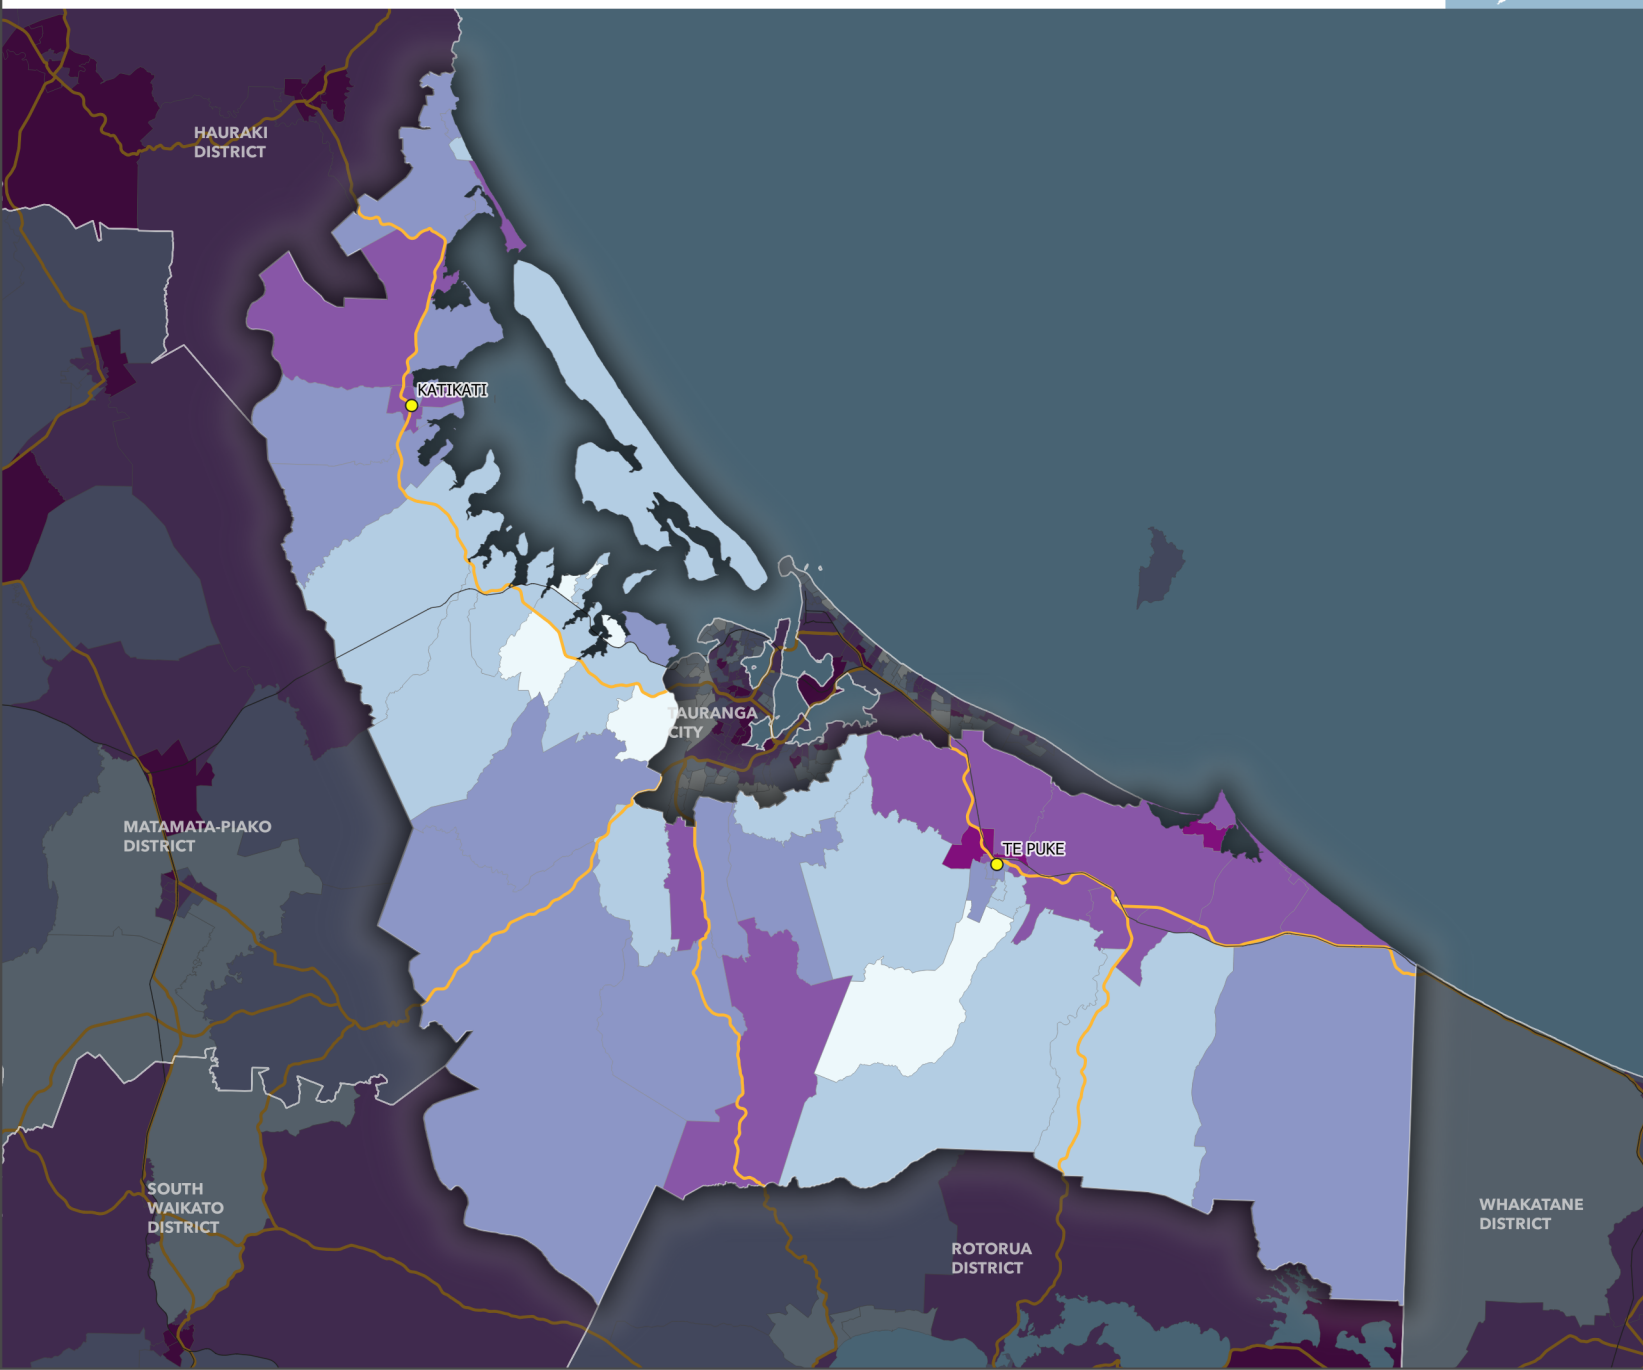 HAURAKI
DISTRICT
KATIKATI
TAURANGA
CITY
MATAMATA-PIAKO
DISTRICT
TE PUKE
SOUTH
WAIKATO
DISTRICT
WHAKATANE
DISTRICT
ROTORUA
DISTRICT